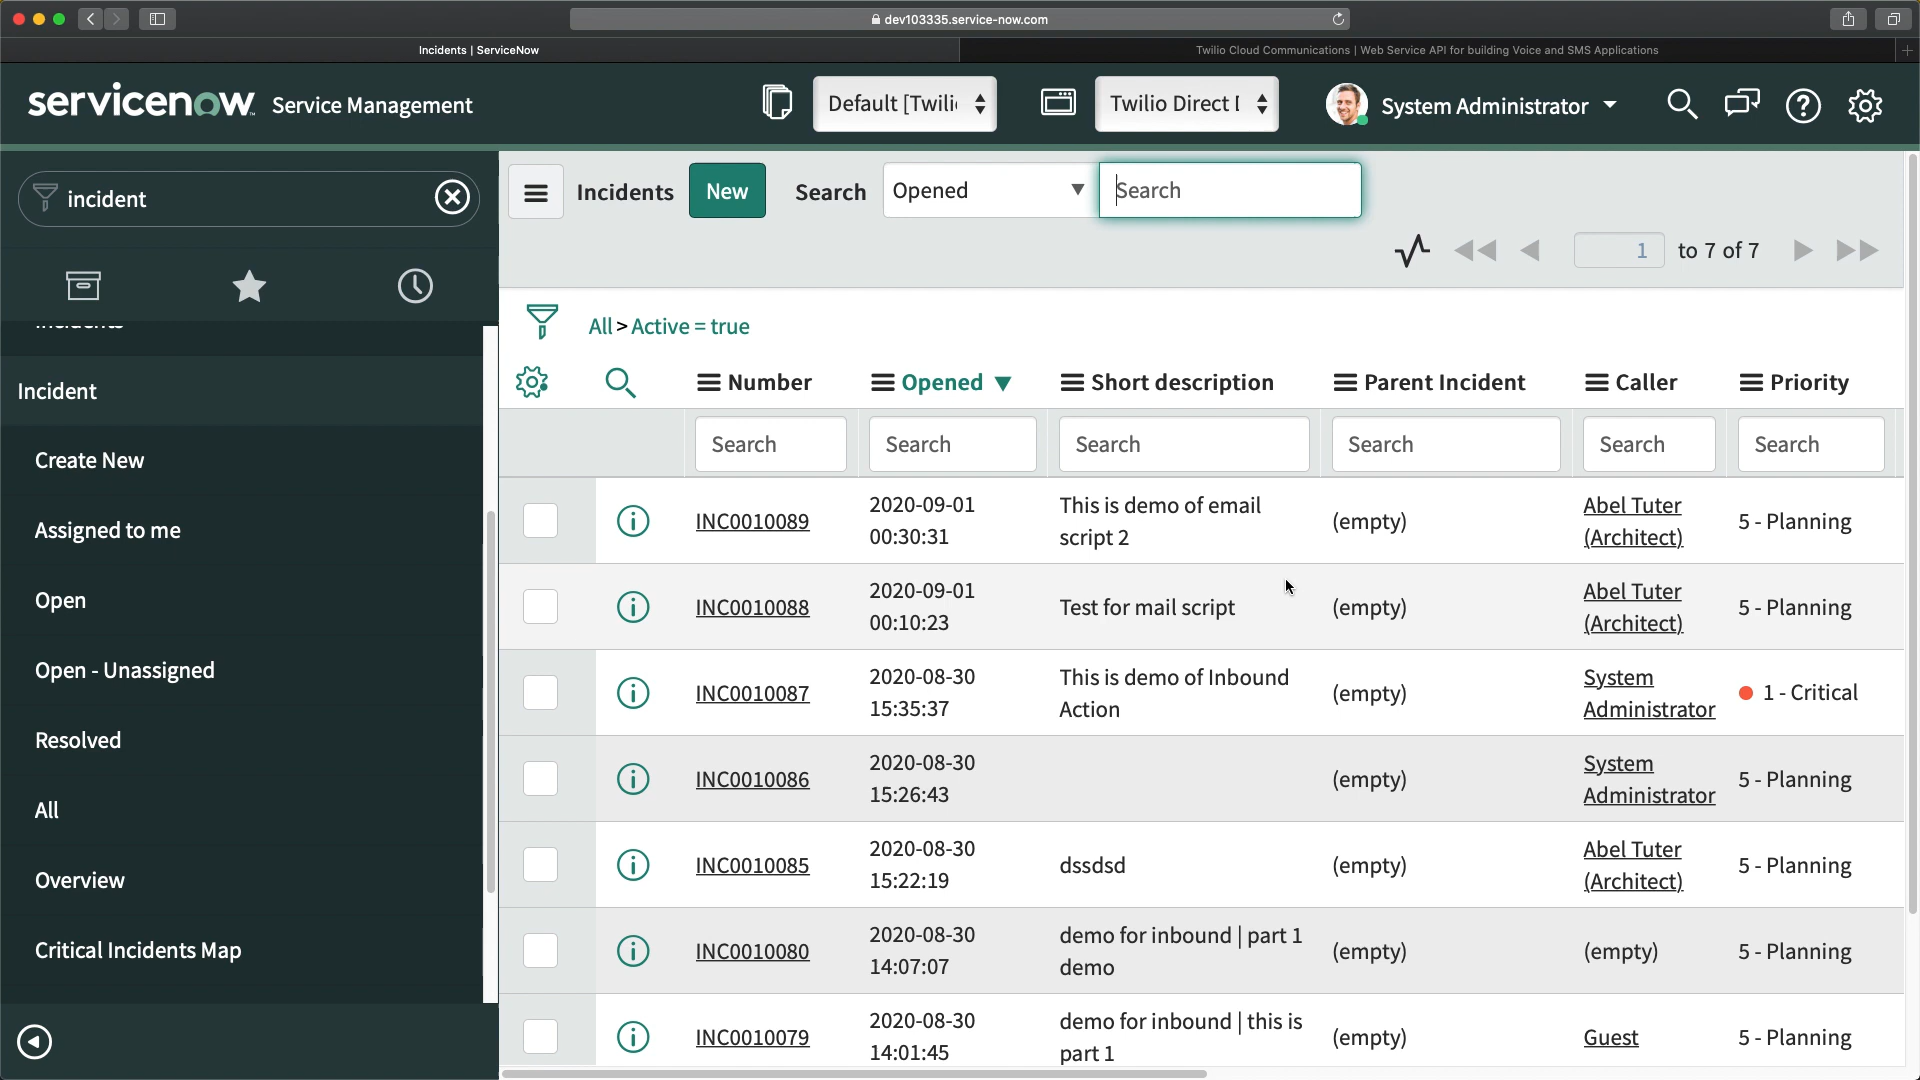 dev103335.service-now.com
Incidents | ServiceNow
Twilio Cloud Communications | Web Service API for building Voice and SMS Applications
servicenow Service Management
Default [Twili
Twilio Direct
System Administrator
incident
Incidents New Search Opened Search
1 to 7 of 7
All > Active = true
Incident
Create New
Assigned to me
Open
Open - Unassigned
Resolved
All
Overview
Critical Incidents Map
Number Opened Short description Parent Incident Caller Priority
Search Search Search Search Search Search
INC0010089 2020-09-01 00:30:31 This is demo of email script 2 (empty) Abel Tuter (Architect) 5 - Planning
INC0010088 2020-09-01 00:10:23 Test for mail script (empty) Abel Tuter (Architect) 5 - Planning
INC0010087 2020-08-30 15:35:37 This is demo of Inbound Action (empty) System Administrator 1 - Critical
INC0010086 2020-08-30 15:26:43 (empty) System Administrator 5 - Planning
INC0010085 2020-08-30 15:22:19 dssdsd (empty) Abel Tuter (Architect) 5 - Planning
INC0010080 2020-08-30 14:07:07 demo for inbound | part 1 demo (empty) (empty) 5 - Planning
INC0010079 2020-08-30 14:01:45 demo for inbound | this is part 1 (empty) Guest 5 - Planning